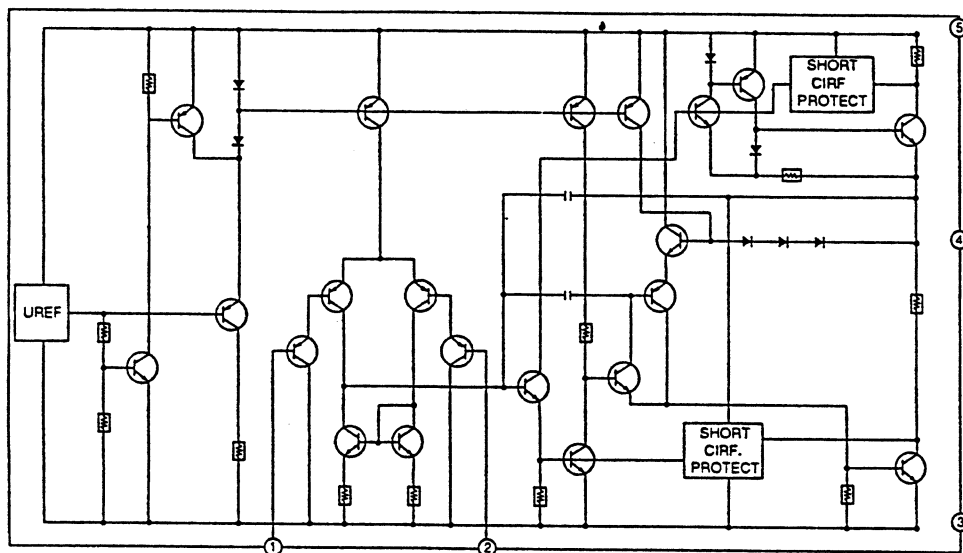 5
SHORT
CIRF
PROTECT
4
UREF
SHORT
CIRF.
PROTECT
3
1
2